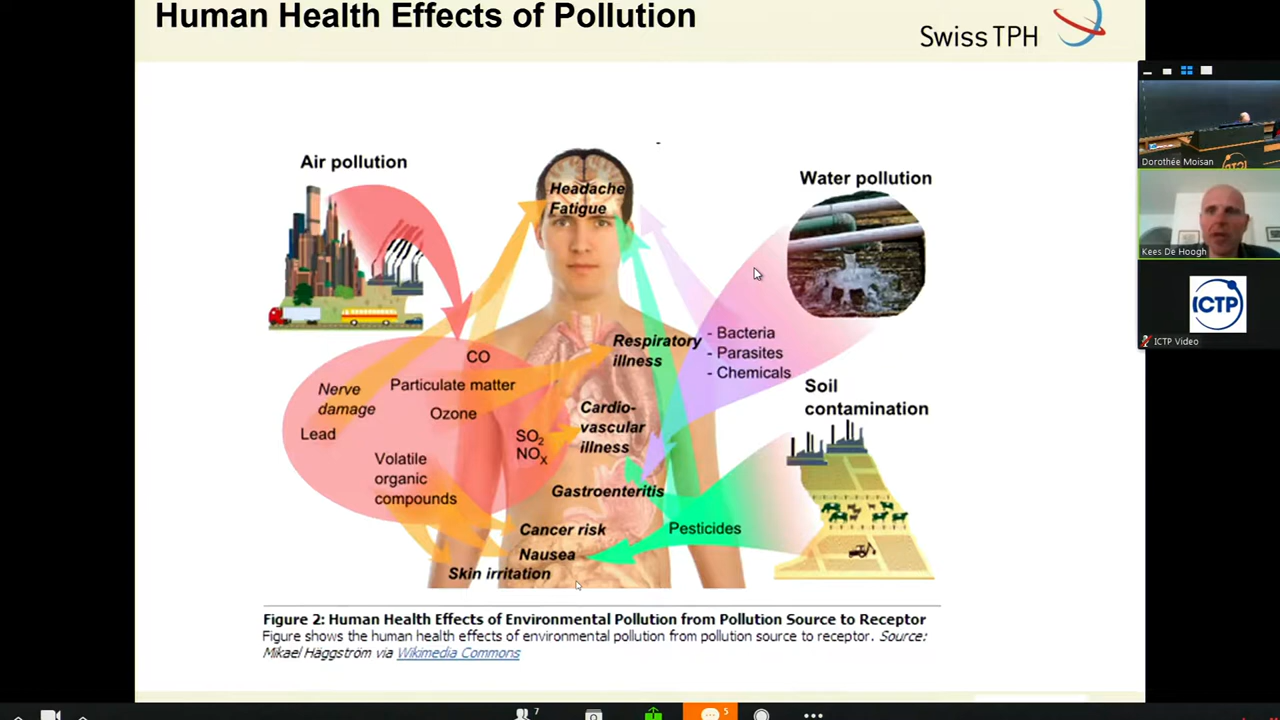 Human Health Effects of Pollution
Swiss TPH
Air pollution
Headache
Fatigue
Water pollution
Respiratory
illness
- Bacteria
- Parasites
- Chemicals
CO
Particulate matter
Ozone
Nerve
damage
Lead
SO2
NOX
Cardio-
vascular
illness
Soil
contamination
Volatile
organic
compounds
Gastroenteritis
Pesticides
Cancer risk
Nausea
Skin irritation
Figure 2: Human Health Effects of Environmental Pollution from Pollution Source to Receptor
Figure shows the human health effects of environmental pollution from pollution source to receptor. Source:
Mikael Häggström via Wikimedia Commons
Dorothée Moisan
Kees De Hoogh
ICTP
ICTP Video
7
5